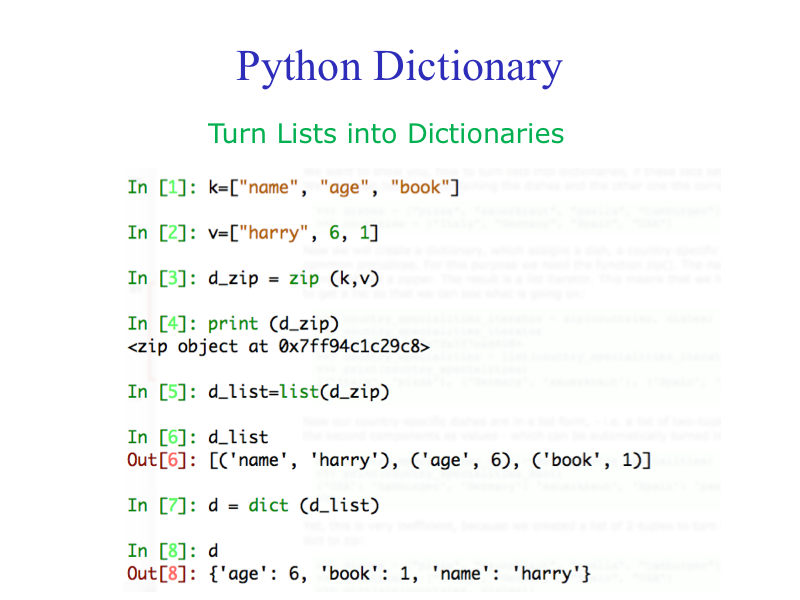 Python Dictionary
Turn Lists into Dictionaries
In [1]: k=["name", "age", "book"]
In [2]: v=["harry", 6, 1]
In [3]: d_zip = zip (k,v)
In [4]: print (d_zip)
<zip object at 0x7ff94c1c29c8>
In [5]: d_list=list(d_zip)
In [6]: d_list
Out[6]: [('name', 'harry'), ('age', 6), ('book', 1)]
In [7]: d = dict (d_list)
In [8]: d
Out[8]: {'age': 6, 'book': 1, 'name': 'harry'}